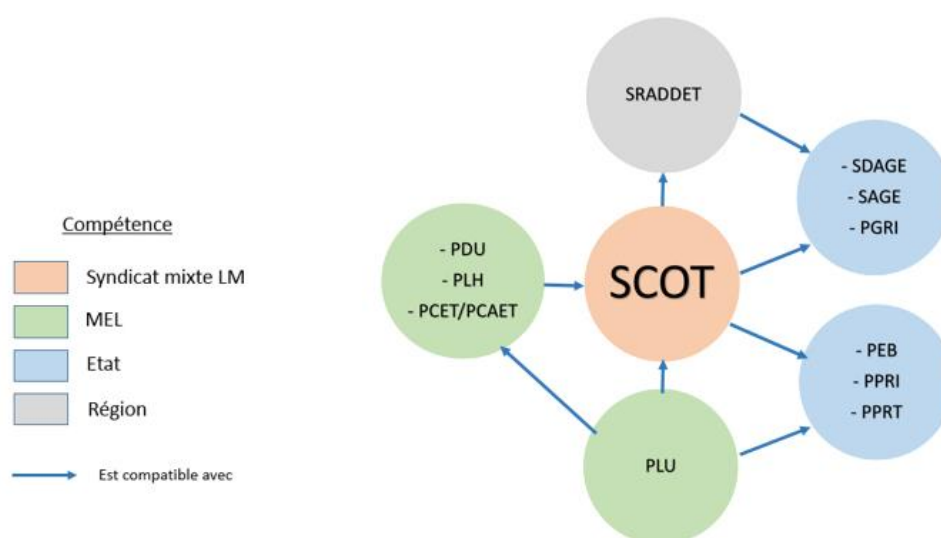 SRADDET
- SDAGE
- SAGE
- PGRI
Compétence
Syndicat mixte LM
MEL
Etat
Région
Est compatible avec
- PDU
- PLH
- PCET/PCAET
SCOT
- PEB
- PPRI
- PPRT
PLU